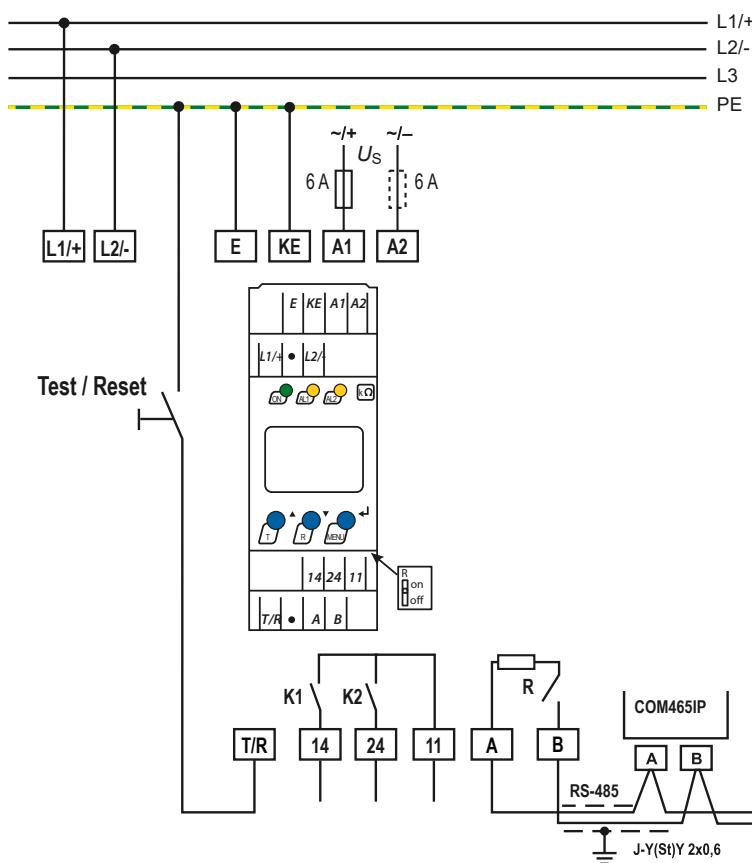 L1/+
L2/-
L3
PE
~/+ ~/–
US
6 A 6 A
L1/+ L2/- E KE A1 A2
E KE A1 A2
L1/+ • L2/-
Test / Reset
ON AL1 AL2 kΩ
T R MENU
R
on
off
14 24 11
T/R • A B
K1 K2 R
COM465IP
T/R 14 24 11 A B
A B
RS-485
J-Y(St)Y 2x0,6